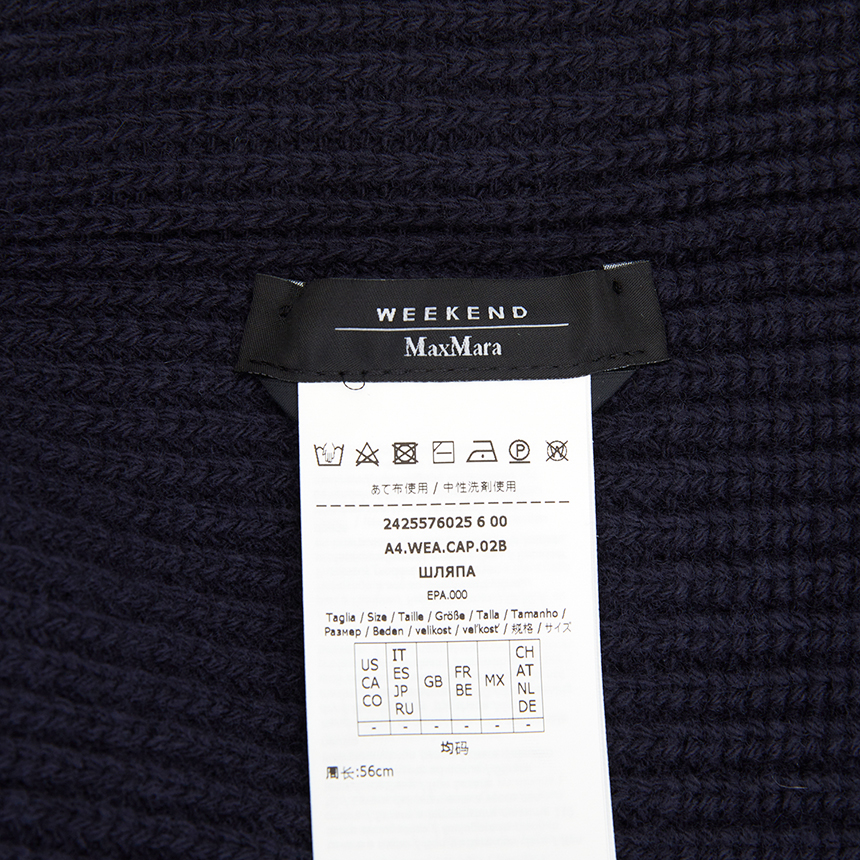 WEEKEND
MaxMara
あて布使用 / 中性洗剤使用
2425576025 6 00
A4.WEA.CAP.02B
ШЛЯПА
EPA.000
Taglia / Size / Taille / Größe / Talla / Tamanho /
Размер / Beden / velikost / veľkosť / 规格 / サイズ
US CA CO
IT ES JP RU
GB
FR BE
MX
CH AT NL DE
- - - - - -
均码
周长:56cm